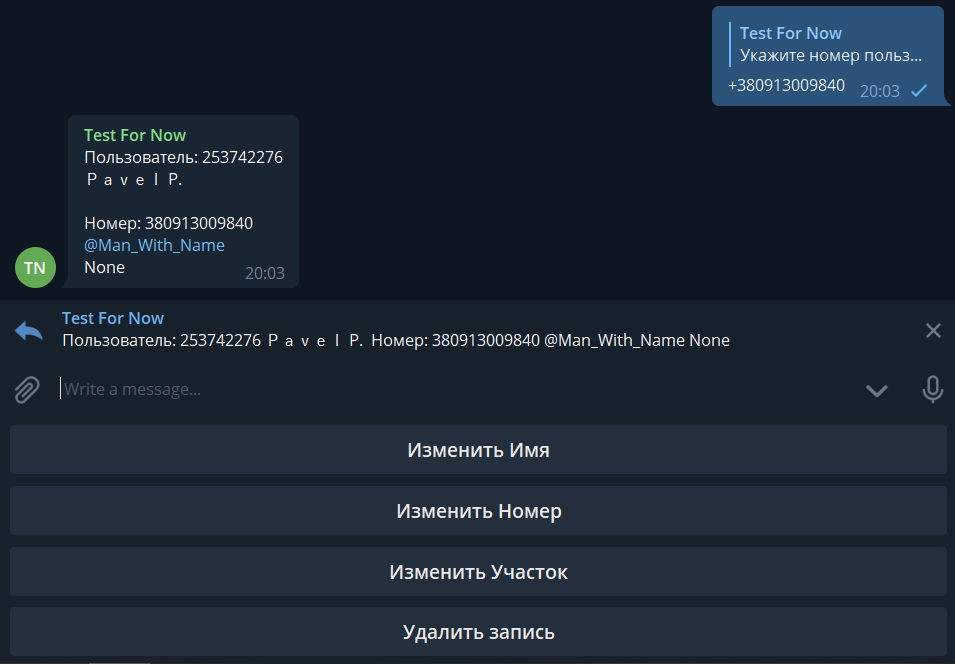 Test For Now
Укажите номер польз...
+380913009840
20:03
Test For Now
Пользователь: 253742276
Ｐａｖｅｌ Ｐ.
Номер: 380913009840
@Man_With_Name
None
20:03
TN
Test For Now
Пользователь: 253742276 Ｐａｖｅｌ Ｐ. Номер: 380913009840 @Man_With_Name None
Write a message...
Изменить Имя
Изменить Номер
Изменить Участок
Удалить запись